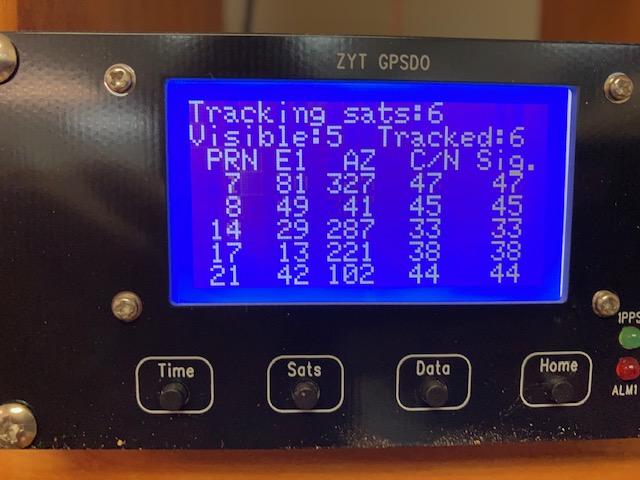 ZYT GPSDO
Tracking sats:6
Visible:5 Tracked:6
PRN El AZ C/N Sig.
7 81 327 47 47
8 49 41 45 45
14 29 287 33 33
17 13 221 38 38
21 42 102 44 44
1PPS
Time Sats Data Home
ALM1